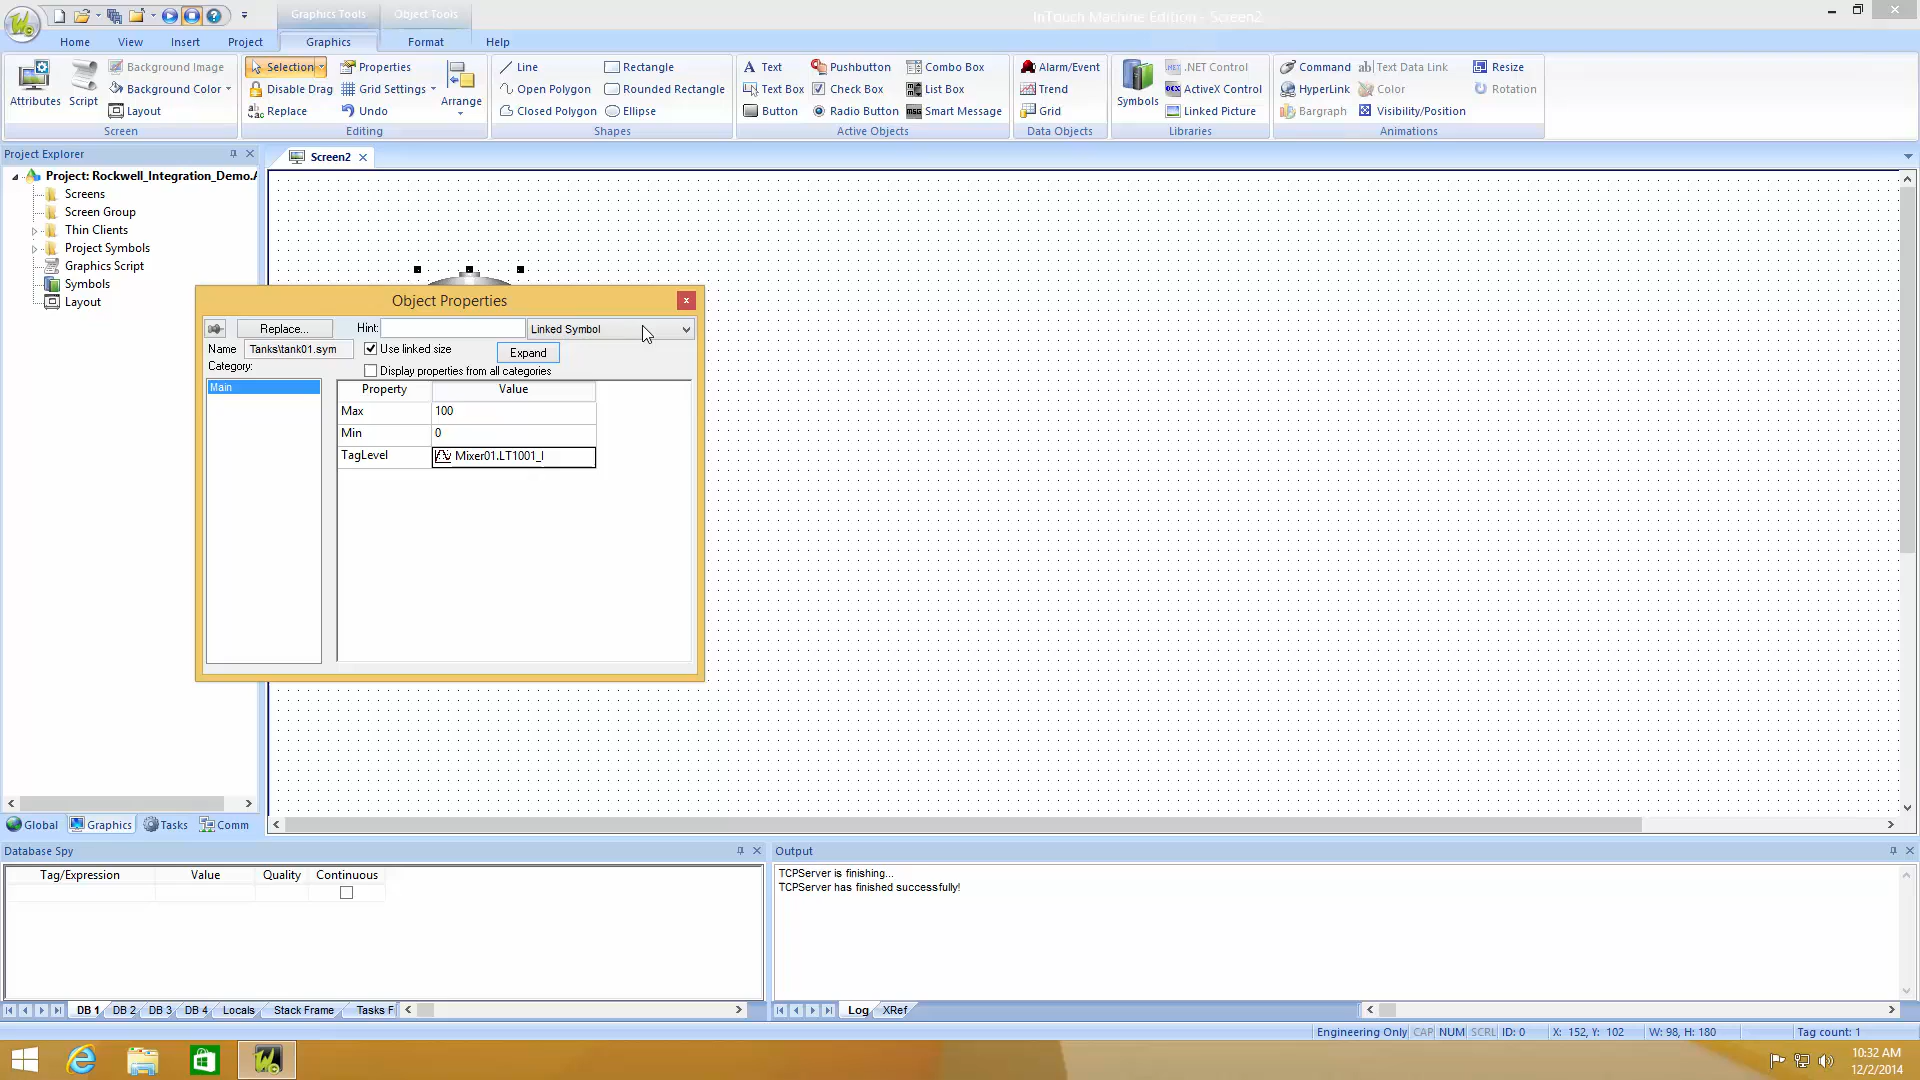 Graphics Tools Object Tools InTouch Machine Edition - Screen2
Home View Insert Project Graphics Format Help
Attributes Script Background Image
Background Color
Layout
Screen
Selection Properties
Disable Drag Grid Settings
Replace Undo
Arrange
Editing
Line Rectangle
Open Polygon Rounded Rectangle
Closed Polygon Ellipse
Shapes
A Text Pushbutton Combo Box
Text Box Check Box List Box
Button Radio Button Smart Message
Active Objects
Alarm/Event
Trend
Grid
Data Objects
Symbols .NET Control
ActiveX Control
Linked Picture
Libraries
Command Text Data Link Resize
HyperLink Color Rotation
Bargraph Visibility/Position
Animations
Project Explorer
Screen2
Project: Rockwell_Integration_Demo.A
Screens
Screen Group
Thin Clients
Project Symbols
Graphics Script
Symbols
Layout
Object Properties
Replace... Hint: Linked Symbol
Name Tanks\tank01.sym Use linked size Expand
Category: Display properties from all categories
Main
Property Value
Max 100
Min 0
TagLevel Mixer01.LT1001_I
Global Graphics Tasks Comm
Database Spy
Tag/Expression Value Quality Continuous
DB 1 DB 2 DB 3 DB 4 Locals Stack Frame Tasks F
Output
TCPServer is finishing...
TCPServer has finished successfully!
Log XRef
Engineering Only CAP NUM SCRL ID: 0 X: 152, Y: 102 W: 98, H: 180 Tag count: 1
10:32 AM
12/2/2014